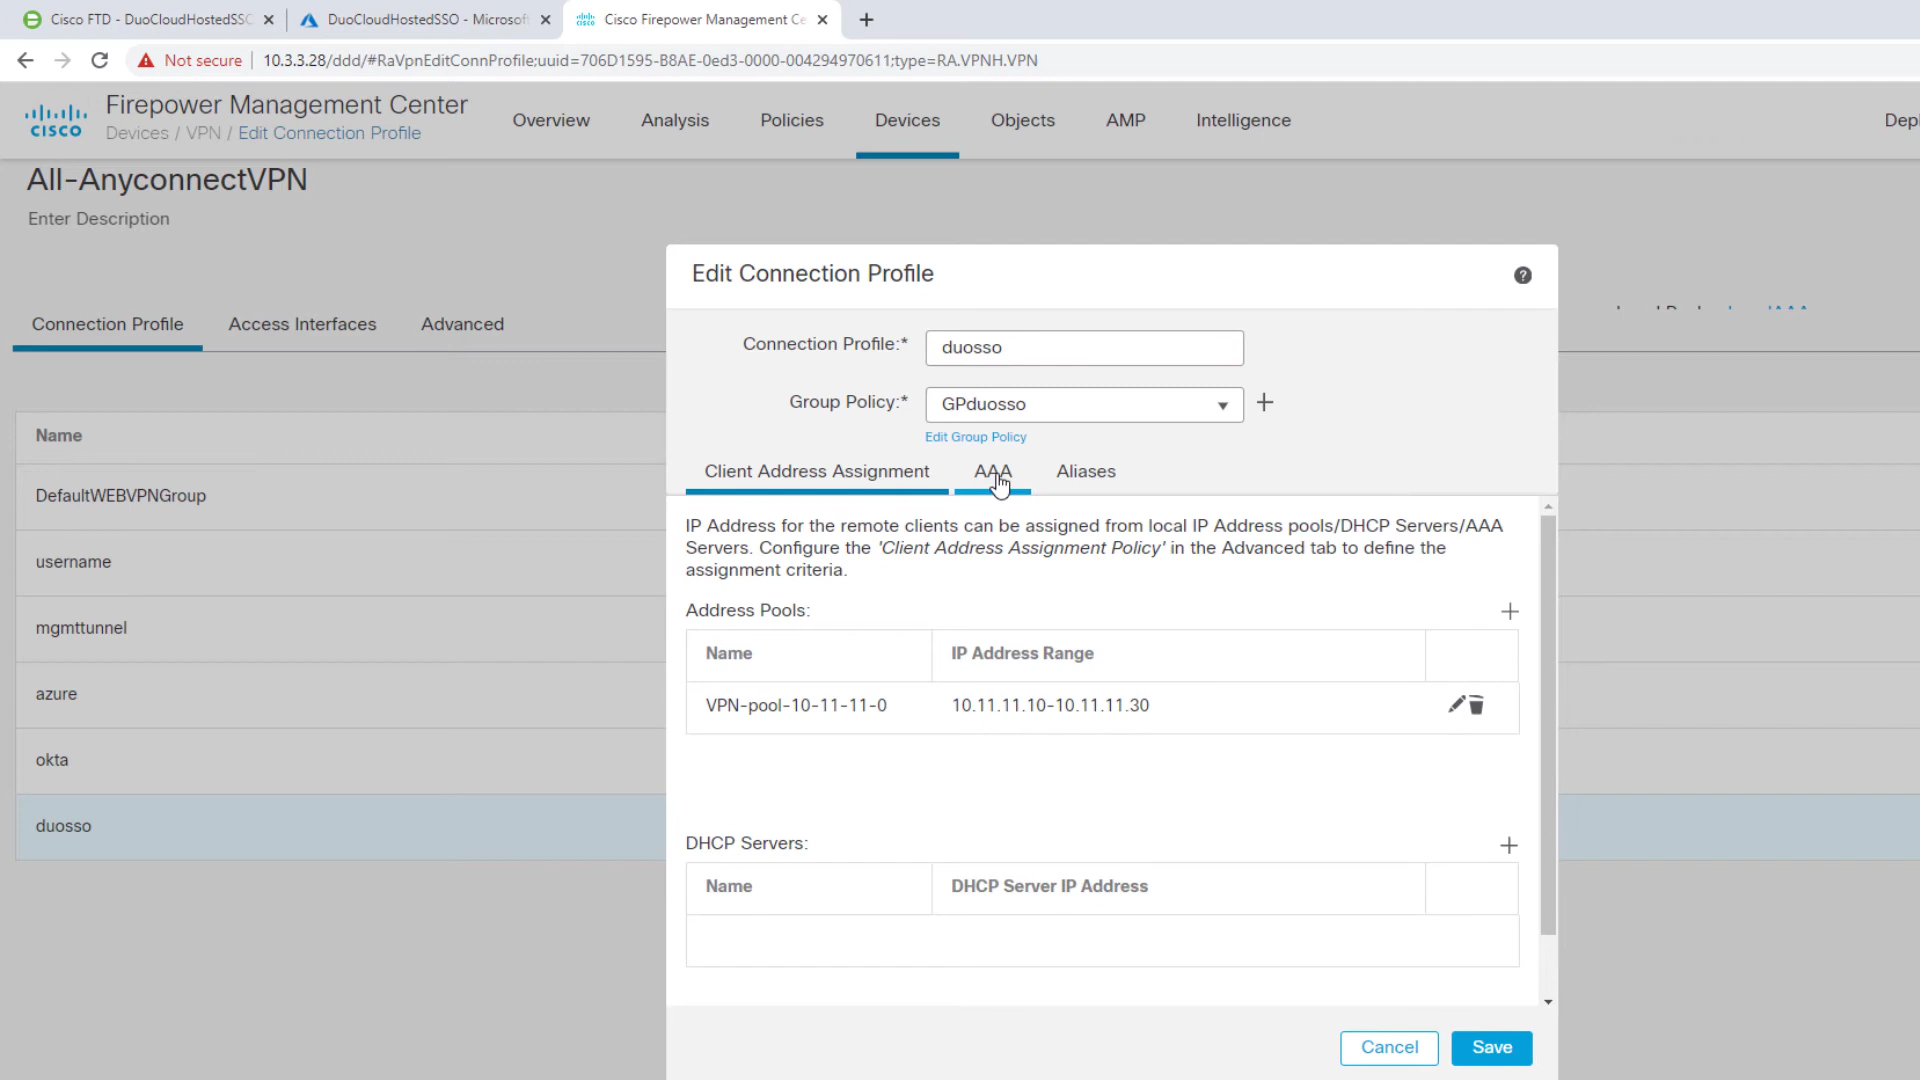 Cisco FTD - DuoCloudHostedSSO
DuoCloudHostedSSO - Microsoft
Cisco Firepower Management Ce
Not secure
10.3.3.28/ddd/#RaVpnEditConnProfile;uuid=706D1595-B8AE-0ed3-0000-004294970611;type=RA.VPNH.VPN
CISCO
Firepower Management Center
Devices / VPN / Edit Connection Profile
Overview
Analysis
Policies
Devices
Objects
AMP
Intelligence
Dep
All-AnyconnectVPN
Enter Description
Connection Profile
Access Interfaces
Advanced
Name
DefaultWEBVPNGroup
username
mgmttunnel
azure
okta
duosso
Edit Connection Profile
Connection Profile:* duosso
Group Policy:* GPduosso
Edit Group Policy
Client Address Assignment
AAA
Aliases
IP Address for the remote clients can be assigned from local IP Address pools/DHCP Servers/AAA
Servers. Configure the 'Client Address Assignment Policy' in the Advanced tab to define the
assignment criteria.
Address Pools:
Name IP Address Range
VPN-pool-10-11-11-0 10.11.11.10-10.11.11.30
DHCP Servers:
Name DHCP Server IP Address
Cancel
Save